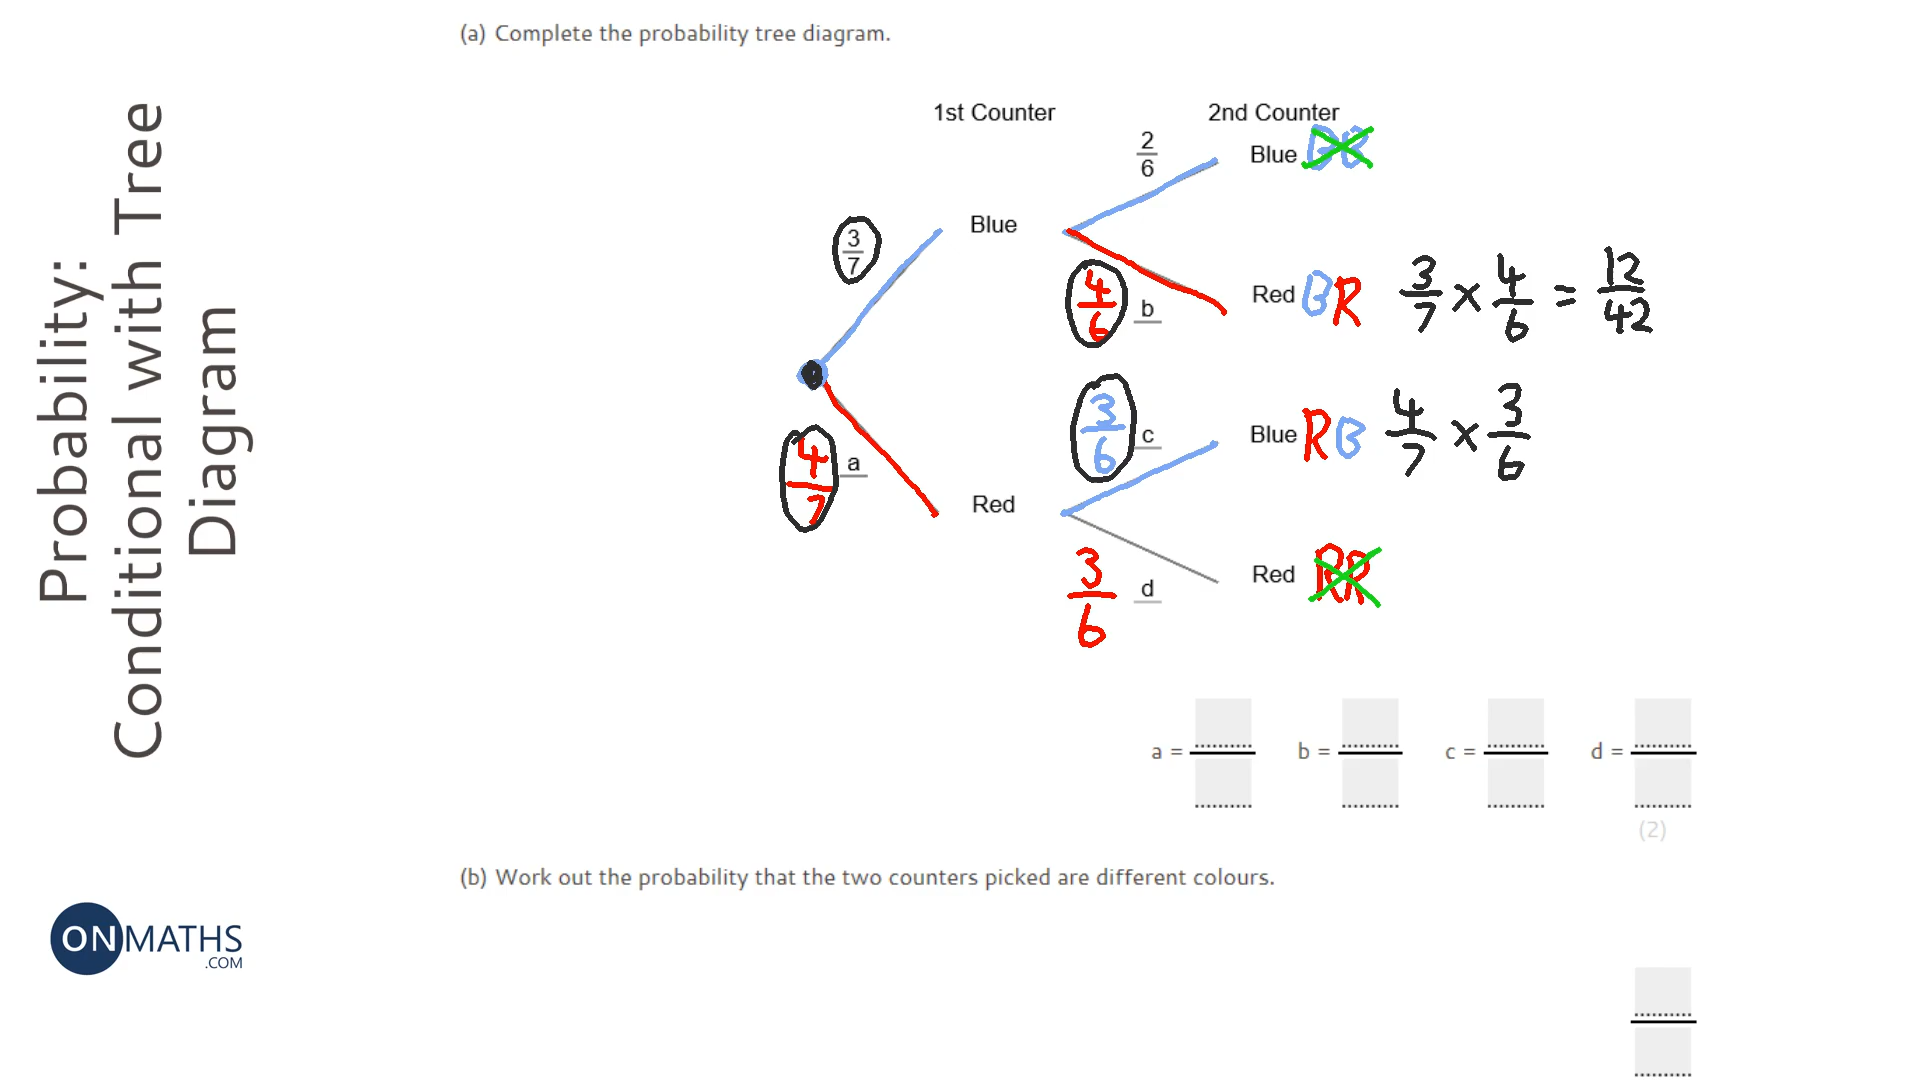 Probability:
Conditional with Tree
Diagram
(a) Complete the probability tree diagram.
1st Counter 2nd Counter
2
6
Blue BB
3
7
Blue
4
6
b
Red BR 3/7 × 4/6 = 12/42
3
6
c
Blue RB 4/7 × 3/6
4
7
a
Red
3
6
d
Red RR
a = b = c = d =
(2)
(b) Work out the probability that the two counters picked are different colours.
ONMATHS
.COM